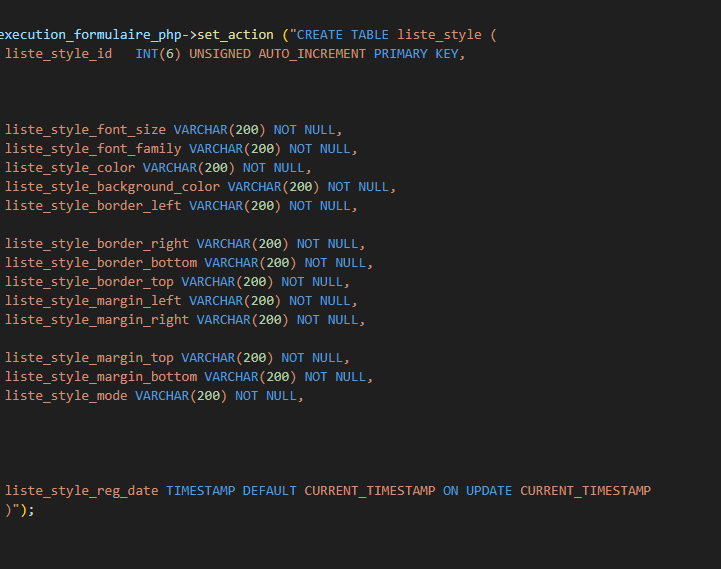 execution_formulaire_php->set_action ("CREATE TABLE liste_style (
liste_style_id   INT(6) UNSIGNED AUTO_INCREMENT PRIMARY KEY,
liste_style_font_size VARCHAR(200) NOT NULL,
liste_style_font_family VARCHAR(200) NOT NULL,
liste_style_color VARCHAR(200) NOT NULL,
liste_style_background_color VARCHAR(200) NOT NULL,
liste_style_border_left VARCHAR(200) NOT NULL,
liste_style_border_right VARCHAR(200) NOT NULL,
liste_style_border_bottom VARCHAR(200) NOT NULL,
liste_style_border_top VARCHAR(200) NOT NULL,
liste_style_margin_left VARCHAR(200) NOT NULL,
liste_style_margin_right VARCHAR(200) NOT NULL,
liste_style_margin_top VARCHAR(200) NOT NULL,
liste_style_margin_bottom VARCHAR(200) NOT NULL,
liste_style_mode VARCHAR(200) NOT NULL,
liste_style_reg_date TIMESTAMP DEFAULT CURRENT_TIMESTAMP ON UPDATE CURRENT_TIMESTAMP
)");